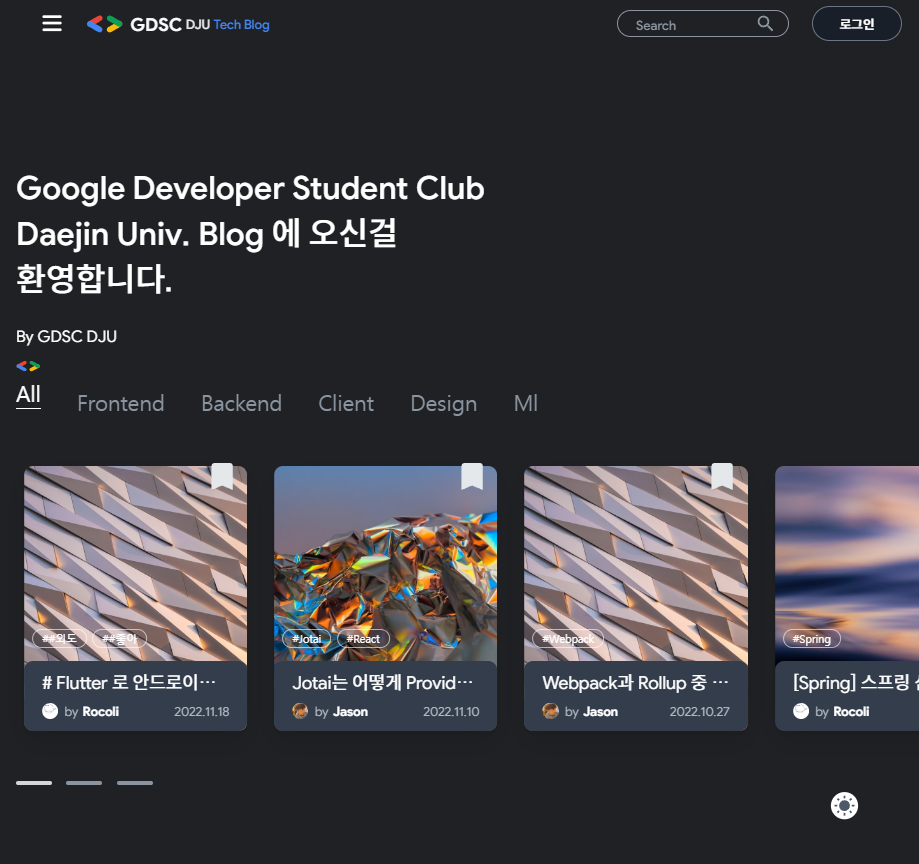 GDSC DJU Tech Blog
Search
로그인
Google Developer Student Club
Daejin Univ. Blog 에 오신걸
환영합니다.
By GDSC DJU
All Frontend Backend Client Design Ml
##외도 ##좋아
# Flutter 로 안드로이···
by Rocoli 2022.11.18
#Jotai #React
Jotai는 어떻게 Provid···
by Jason 2022.11.10
#Webpack
Webpack과 Rollup 중 ···
by Jason 2022.10.27
#Spring
[Spring] 스프링
by Rocoli